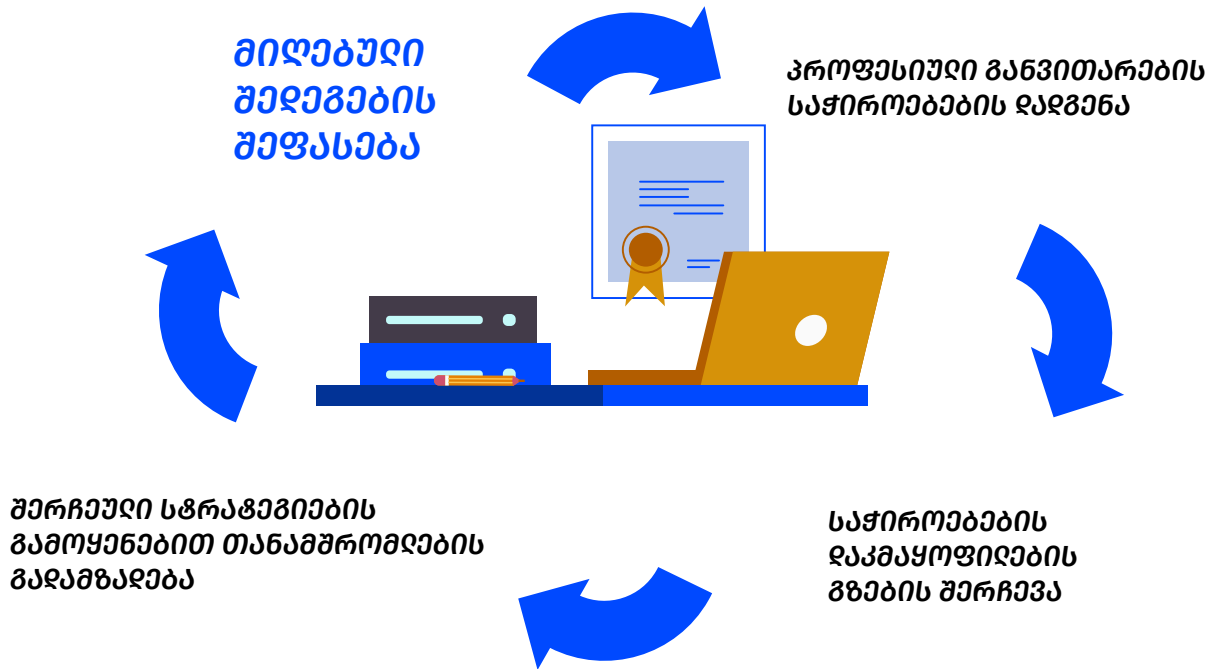 მიღებული
შედეგების
შეფასება
პროფესიული განვითარების
საჭიროებების დადგენა
შერჩეული სტრატეგიების
გამოყენებით თანამშრომლების
გადამზადება
საჭიროებების
დაკმაყოფილების
გზების შერჩევა